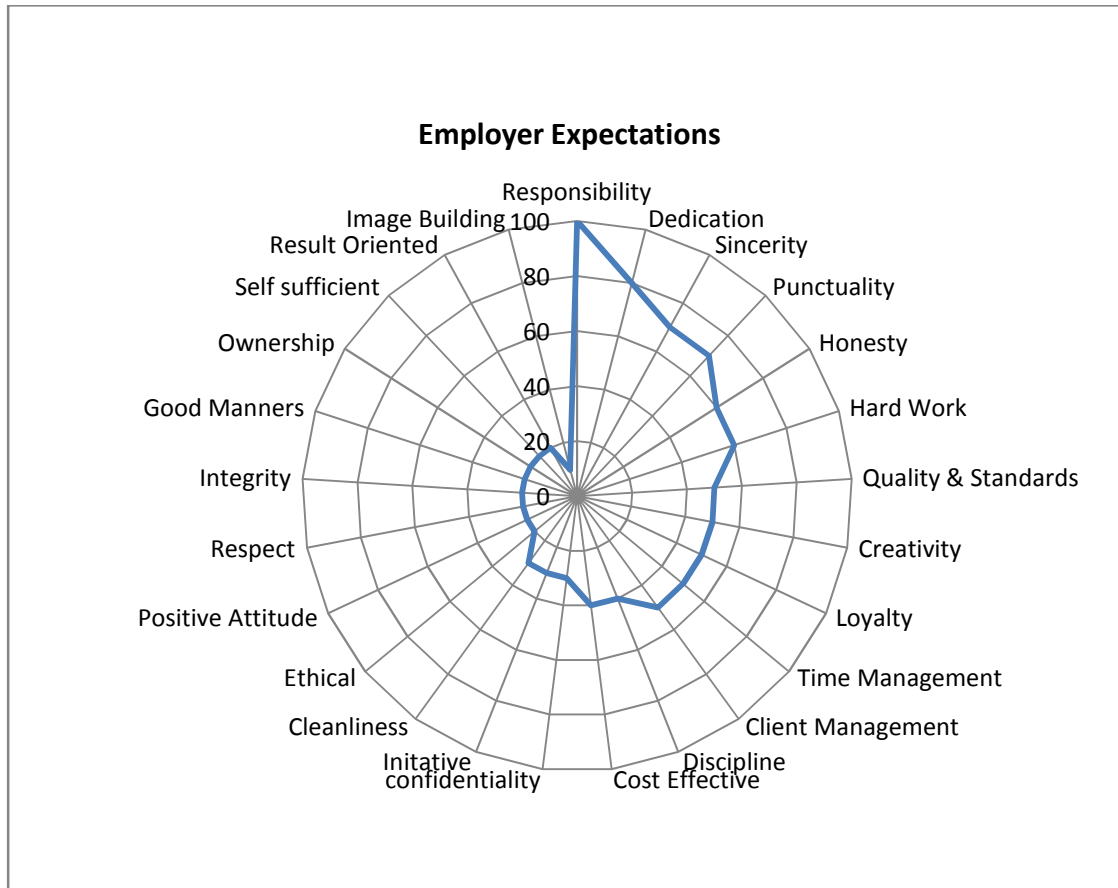 Employer Expectations
Responsibility
Dedication
Sincerity
Punctuality
Honesty
Hard Work
Quality & Standards
Creativity
Loyalty
Time Management
Client Management
Discipline
Cost Effective
confidentiality
Initative
Cleanliness
Ethical
Positive Attitude
Respect
Integrity
Good Manners
Ownership
Self sufficient
Result Oriented
Image Building
100
80
60
40
20
0